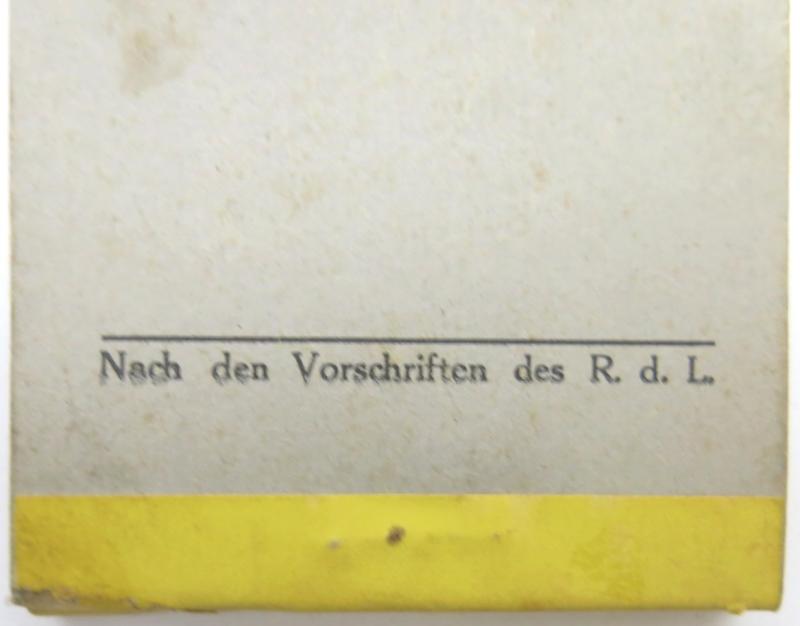 Nach den Vorschriften des R. d. L.